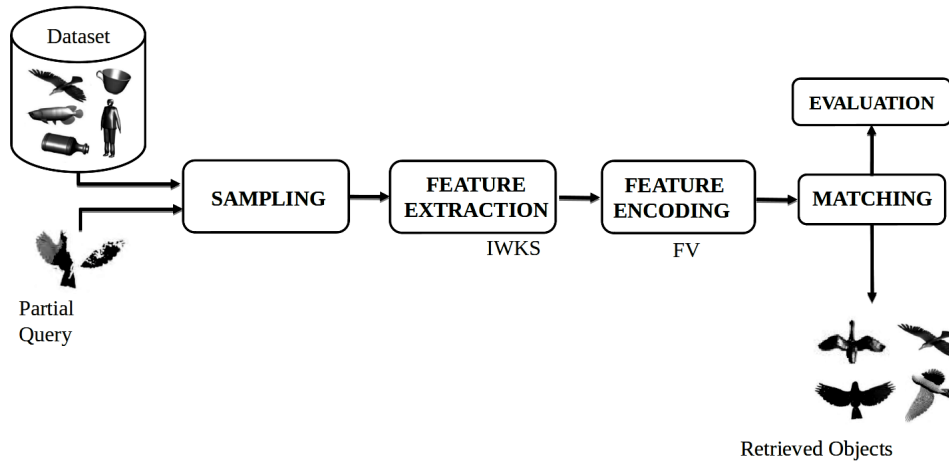 Dataset
EVALUATION
SAMPLING
FEATURE
EXTRACTION
FEATURE
ENCODING
MATCHING
IWKS
FV
Partial
Query
Retrieved Objects